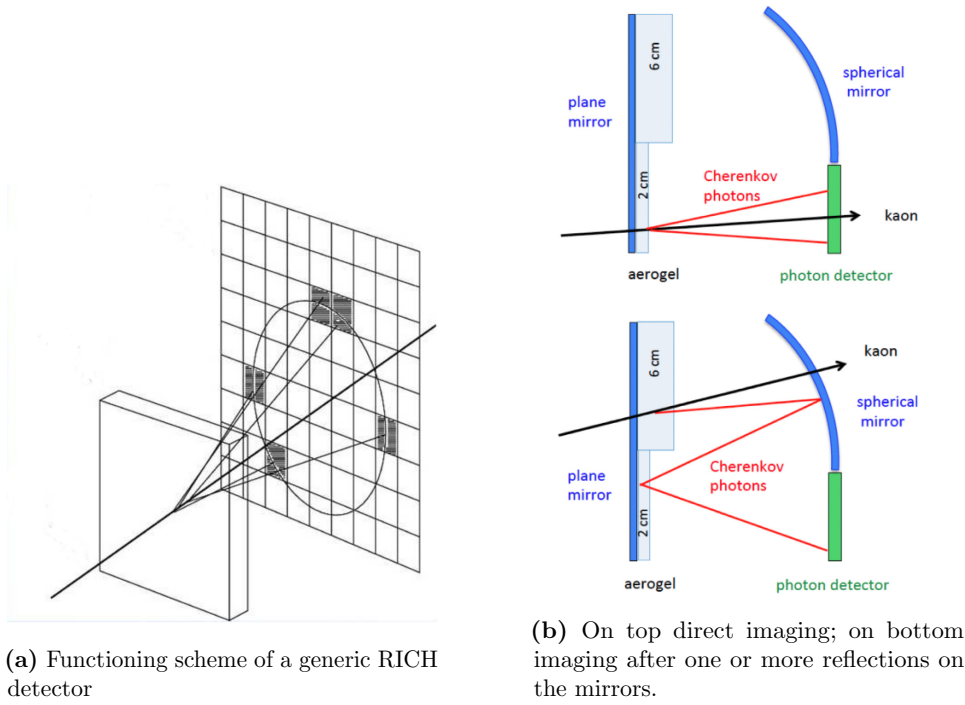 6 cm
plane
mirror
2 cm
Cherenkov
photons
spherical
mirror
kaon
aerogel
photon detector
6 cm
plane
mirror
2 cm
Cherenkov
photons
kaon
spherical
mirror
aerogel
photon detector
(a) Functioning scheme of a generic RICH
detector
(b) On top direct imaging; on bottom
imaging after one or more reflections on
the mirrors.